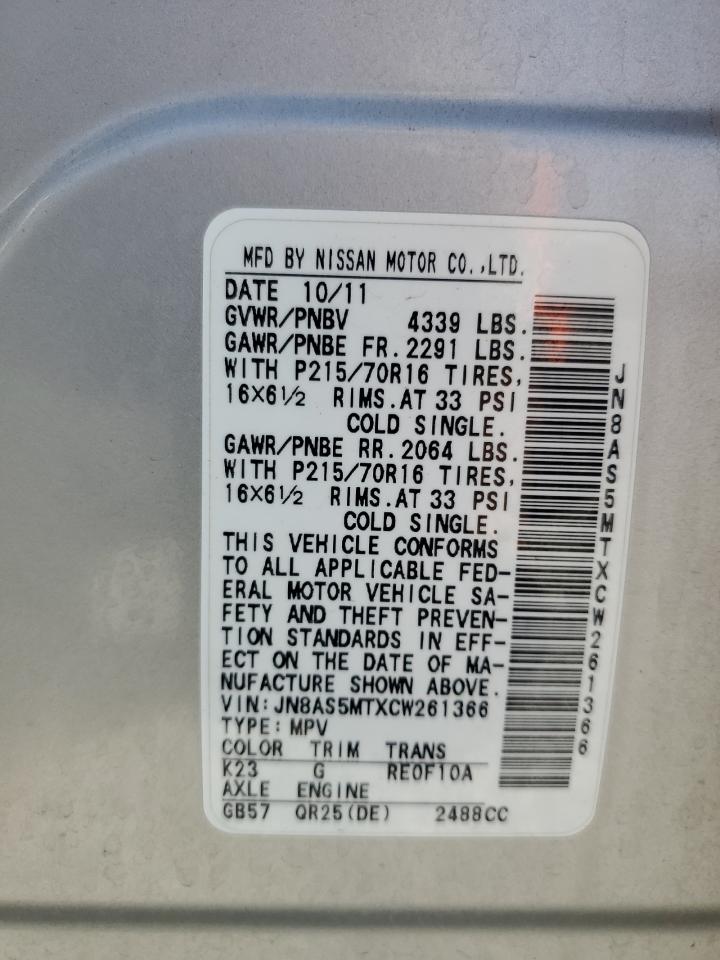 MFD BY NISSAN MOTOR CO.,LTD.
DATE 10/11
GVWR/PNBV 4339 LBS.
GAWR/PNBE FR.2291 LBS.
WITH P215/70R16 TIRES,
16X6½ RIMS.AT 33 PSI
COLD SINGLE.
GAWR/PNBE RR.2064 LBS.
WITH P215/70R16 TIRES,
16X6½ RIMS.AT 33 PSI
COLD SINGLE.
THIS VEHICLE CONFORMS
TO ALL APPLICABLE FED-
ERAL MOTOR VEHICLE SA-
FETY AND THEFT PREVEN-
TION STANDARDS IN EFF-
ECT ON THE DATE OF MA-
NUFACTURE SHOWN ABOVE.
VIN:JN8AS5MTXCW261366
TYPE:MPV
COLOR TRIM TRANS
K23 G RE0F10A
AXLE ENGINE
GB57 QR25(DE) 2488CC
JN8AS5MTXCW261366